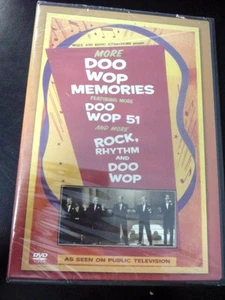 MORE
DOO
WOP
MEMORIES
FEATURING MORE
DOO
WOP 51
AND MORE
ROCK,
RHYTHM
AND
DOO
WOP
DVD
AS SEEN ON PUBLIC TELEVISION